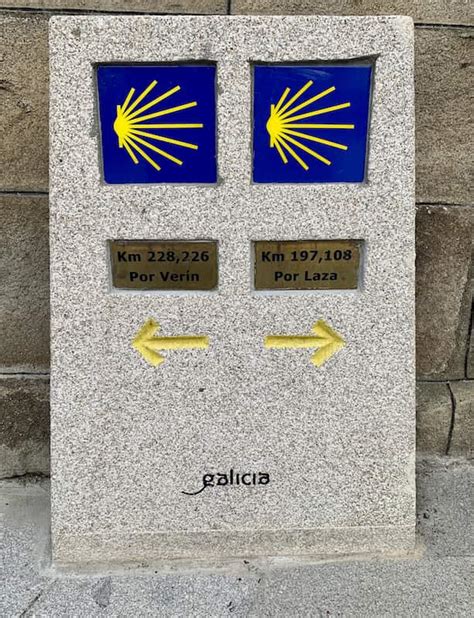 Km 228,226
Por Verín
Km 197,108
Por Laza
galicia